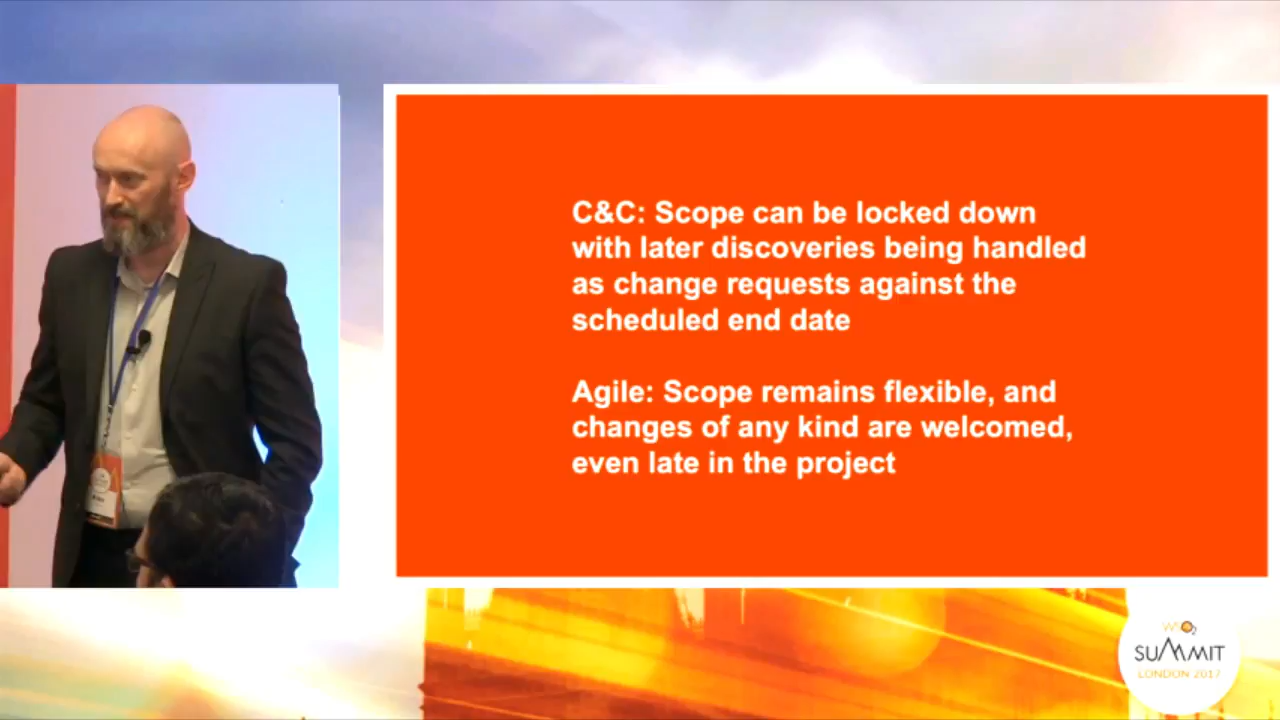 C&C: Scope can be locked down
with later discoveries being handled
as change requests against the
scheduled end date
Agile: Scope remains flexible, and
changes of any kind are welcomed,
even late in the project
WSO2
SUMMIT
LONDON 2017